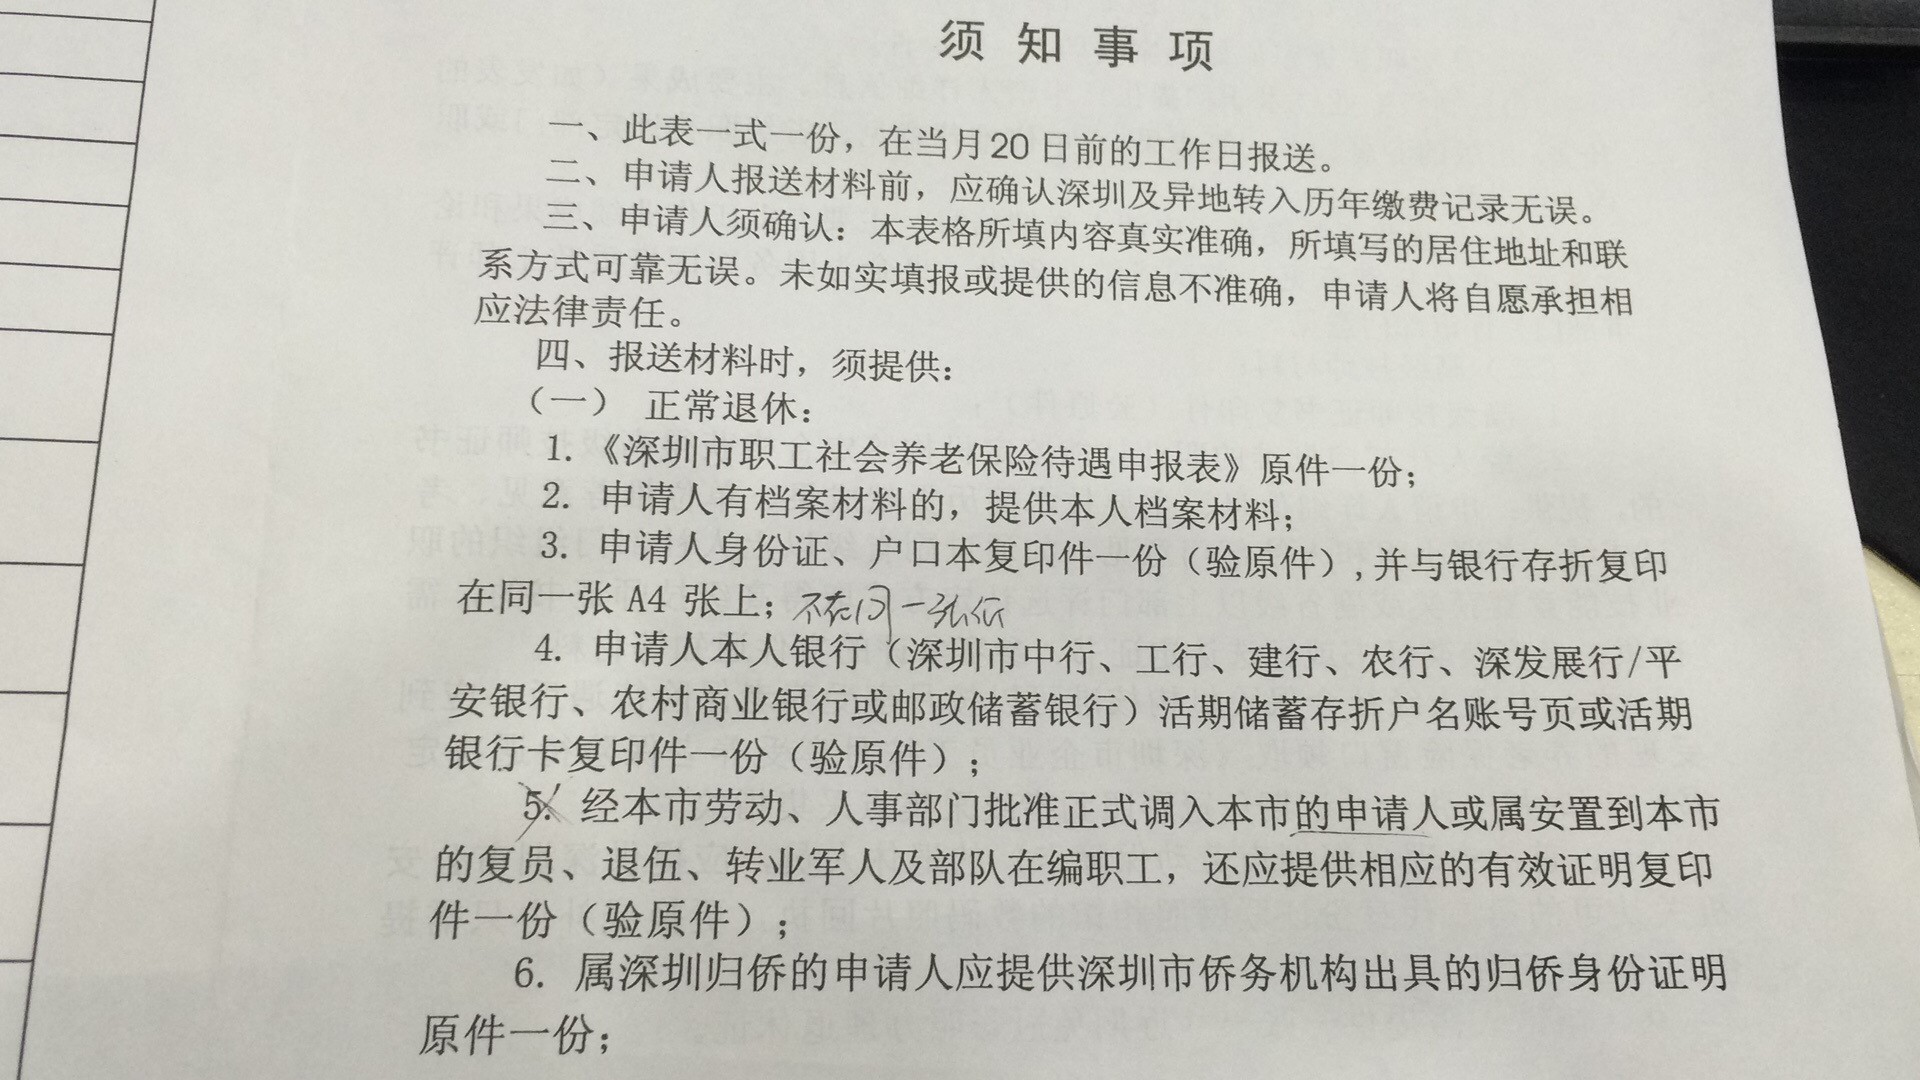 须知事项
一、此表一式一份，在当月20日前的工作日报送。
二、申请人报送材料前，应确认深圳及异地转入历年缴费记录无误。
三、申请人须确认：本表格所填内容真实准确，所填写的居住地址和联
系方式可靠无误。未如实填报或提供的信息不准确，申请人将自愿承担相
应法律责任。
四、报送材料时，须提供：
（一） 正常退休：
1.《深圳市职工社会养老保险待遇申报表》原件一份；
2. 申请人有档案材料的，提供本人档案材料；
3. 申请人身份证、户口本复印件一份（验原件），并与银行存折复印
在同一张 A4 张上；不在同一张纸
4. 申请人本人银行（深圳市中行、工行、建行、农行、深发展行/平
安银行、农村商业银行或邮政储蓄银行）活期储蓄存折户名账号页或活期
银行卡复印件一份（验原件）；
5. 经本市劳动、人事部门批准正式调入本市的申请人或属安置到本市
的复员、退伍、转业军人及部队在编职工，还应提供相应的有效证明复印
件一份（验原件）；
6. 属深圳归侨的申请人应提供深圳市侨务机构出具的归侨身份证明
原件一份；